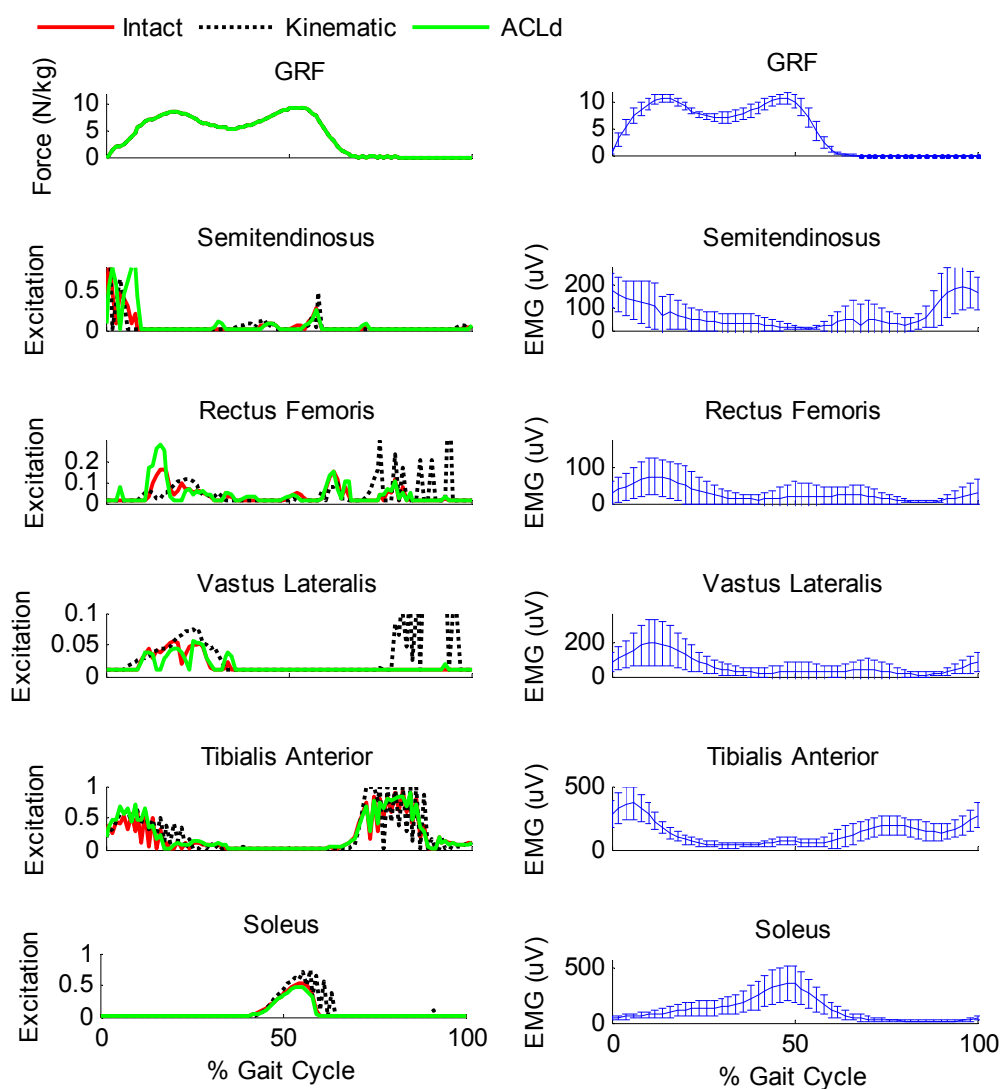 Intact Kinematic ACLd
GRF GRF
Force (N/kg)
10
5
0
10
5
0
Semitendinosus Semitendinosus
Excitation
0.5
0
EMG (uV)
200
100
0
Rectus Femoris Rectus Femoris
Excitation
0.2
0.1
0
EMG (uV)
100
0
Vastus Lateralis Vastus Lateralis
Excitation
0.1
0.05
0
EMG (uV)
200
0
Tibialis Anterior Tibialis Anterior
Excitation
1
0.5
0
EMG (uV)
500
0
Soleus Soleus
Excitation
1
0.5
0
EMG (uV)
500
0
0 50 100 0 50 100
% Gait Cycle % Gait Cycle